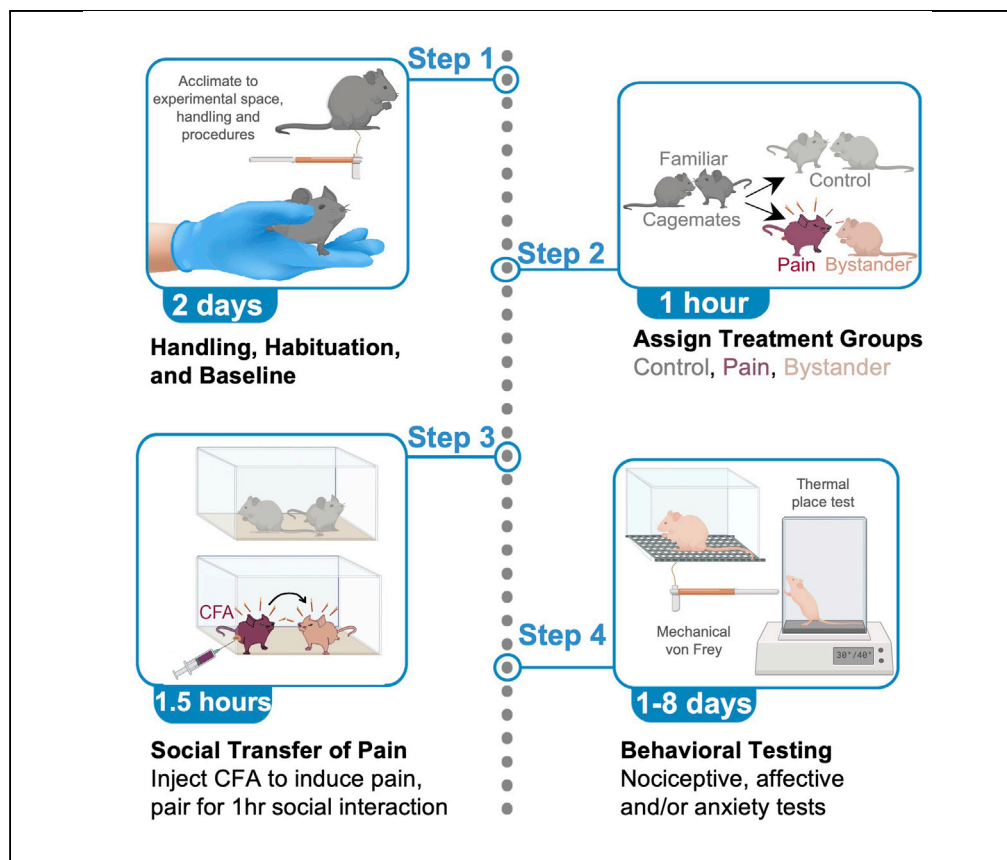 Step 1
Acclimate to
experimental space,
handling and
procedures
2 days
Handling, Habituation,
and Baseline
Step 2
Familiar
Cagemates
Control
Pain Bystander
1 hour
Assign Treatment Groups
Control, Pain, Bystander
Step 3
CFA
1.5 hours
Social Transfer of Pain
Inject CFA to induce pain,
pair for 1hr social interaction
Step 4
Thermal
place test
Mechanical
von Frey
30°/40°
1-8 days
Behavioral Testing
Nociceptive, affective
and/or anxiety tests